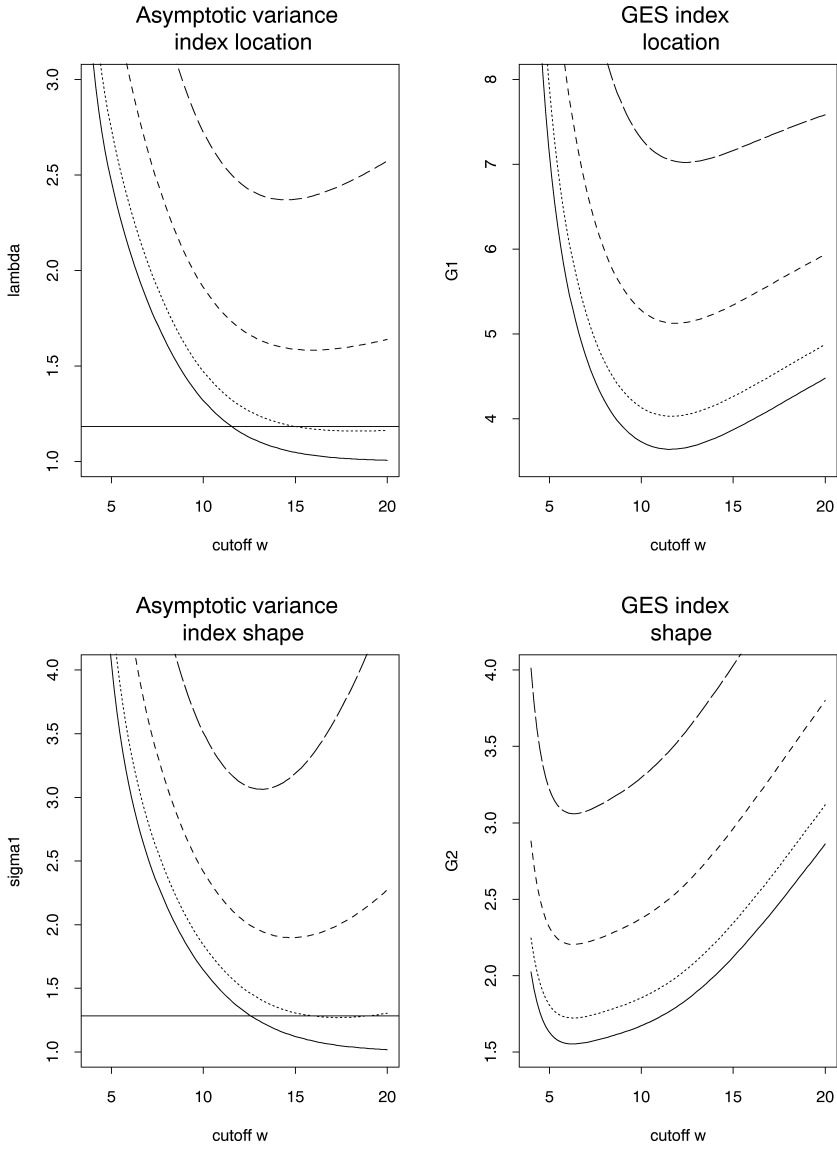 Asymptotic variance
index location
lambda
3.0
2.5
2.0
1.5
1.0
5 10 15 20
cutoff w
GES index
location
G1
8
7
6
5
4
5 10 15 20
cutoff w
Asymptotic variance
index shape
sigma1
4.0
3.5
3.0
2.5
2.0
1.5
1.0
5 10 15 20
cutoff w
GES index
shape
G2
4.0
3.5
3.0
2.5
2.0
1.5
5 10 15 20
cutoff w